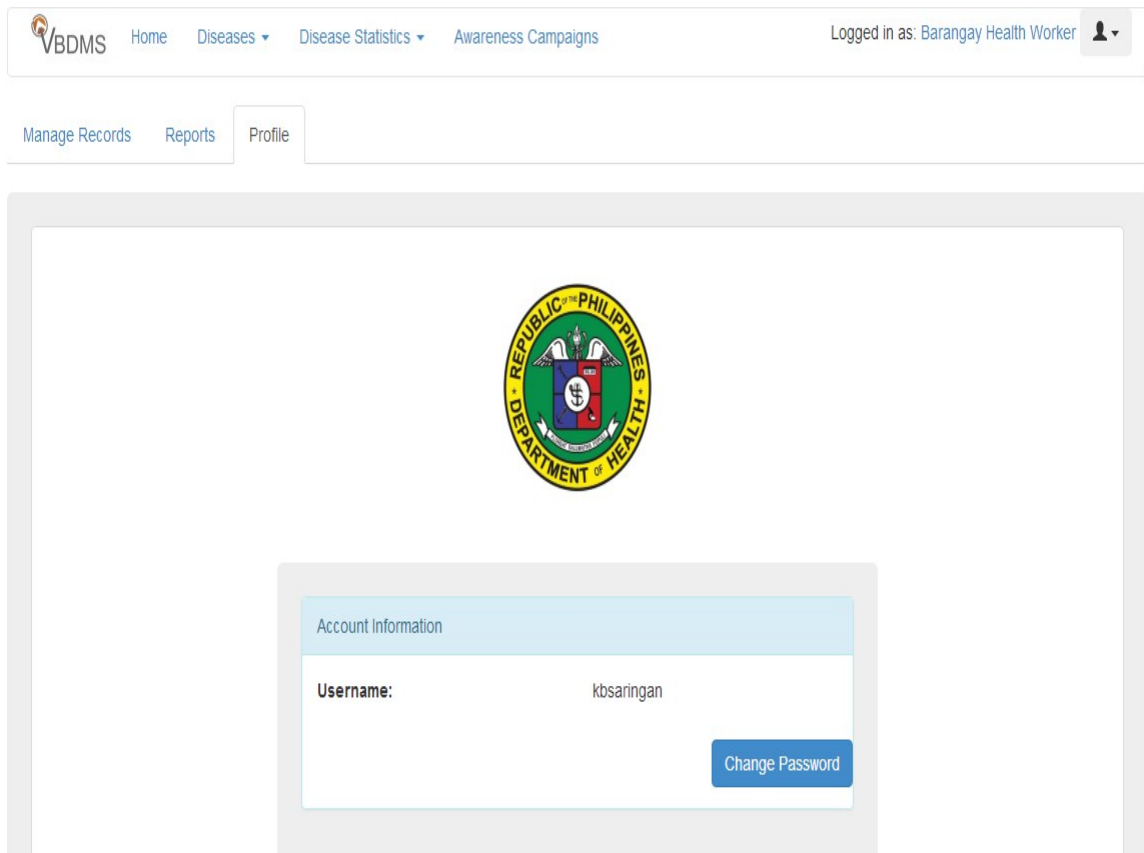 VBDMS Home Diseases Disease Statistics Awareness Campaigns Logged in as: Barangay Health Worker
Manage Records Reports Profile
REPUBLIC OF THE PHILIPPINES
DEPARTMENT OF HEALTH
Account Information
Username: kbsaringan
Change Password